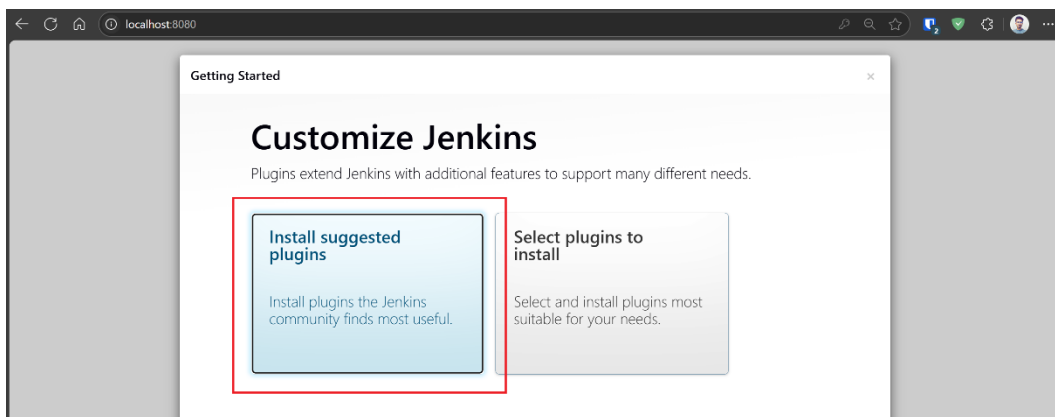 localhost:8080
2
Getting Started
×
Customize Jenkins
Plugins extend Jenkins with additional features to support many different needs.
Install suggested
plugins
Install plugins the Jenkins
community finds most useful.
Select plugins to
install
Select and install plugins most
suitable for your needs.